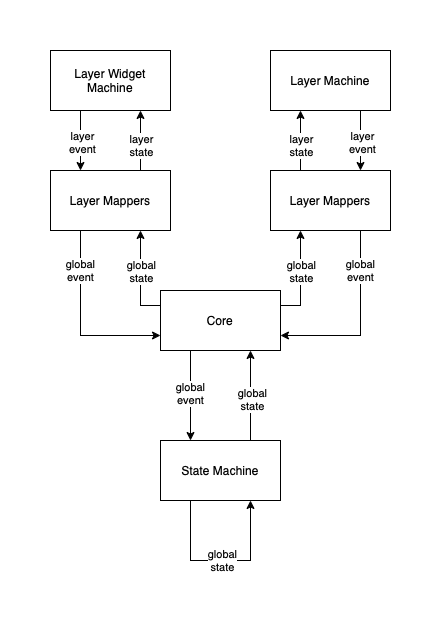 Layer Widget
Machine
Layer Machine
layer
event
layer
state
layer
state
layer
event
Layer Mappers
Layer Mappers
global
event
global
state
global
state
global
event
Core
global
event
global
state
State Machine
global
state